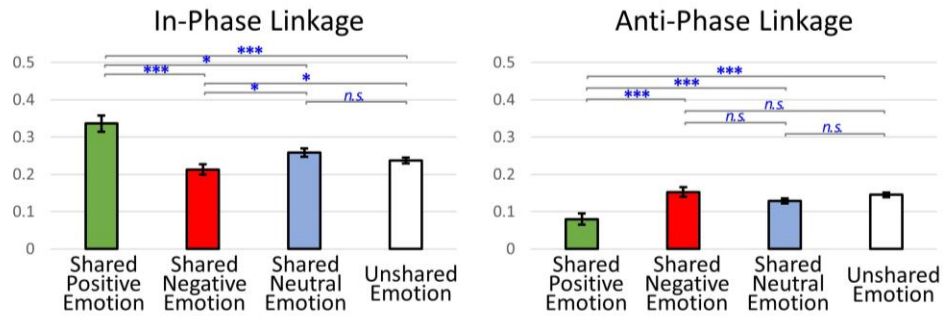 In-Phase Linkage
0.5
0.4
0.3
0.2
0.1
0
***
*
***
*
*
n.s.
Shared Positive Emotion
Shared Negative Emotion
Shared Neutral Emotion
Unshared Emotion
Anti-Phase Linkage
0.5
0.4
0.3
0.2
0.1
0
***
***
***
n.s.
n.s.
n.s.
Shared Positive Emotion
Shared Negative Emotion
Shared Neutral Emotion
Unshared Emotion